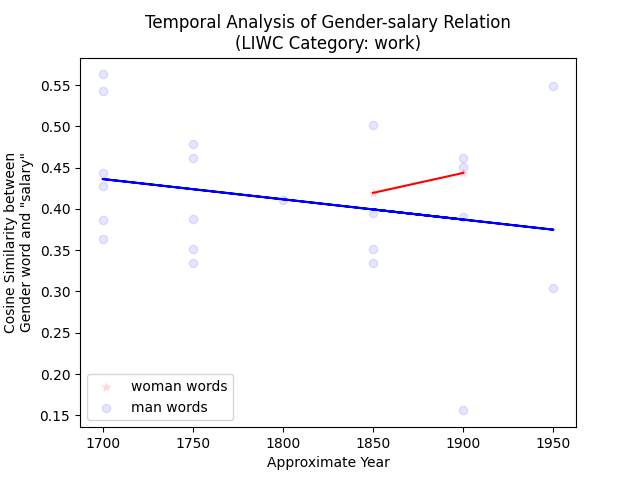 Temporal Analysis of Gender-salary Relation
(LIWC Category: work)
Cosine Similarity between
Gender word and "salary"
0.55
0.50
0.45
0.40
0.35
0.30
0.25
0.20
0.15
woman words
man words
1700 1750 1800 1850 1900 1950
Approximate Year